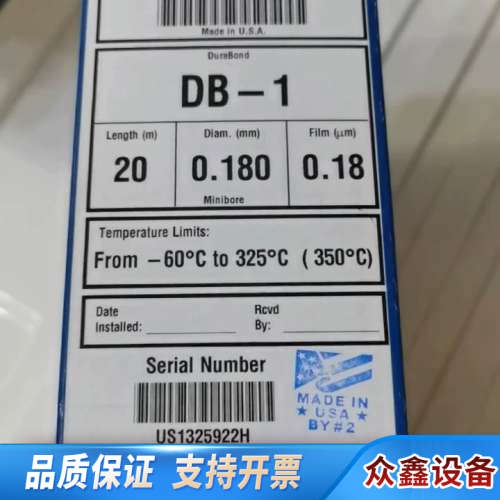 Made in U.S.A.
DuraBond
DB-1
Length (m) Diam. (mm) Film (μm)
20 0.180 0.18
Minibore
Temperature Limits:
From -60°C to 325°C (350°C)
Date Rcvd
Installed: By:
Serial Number
US1325922H
MADE IN
USA
BY#2
品质保证 支持开票
众鑫设备